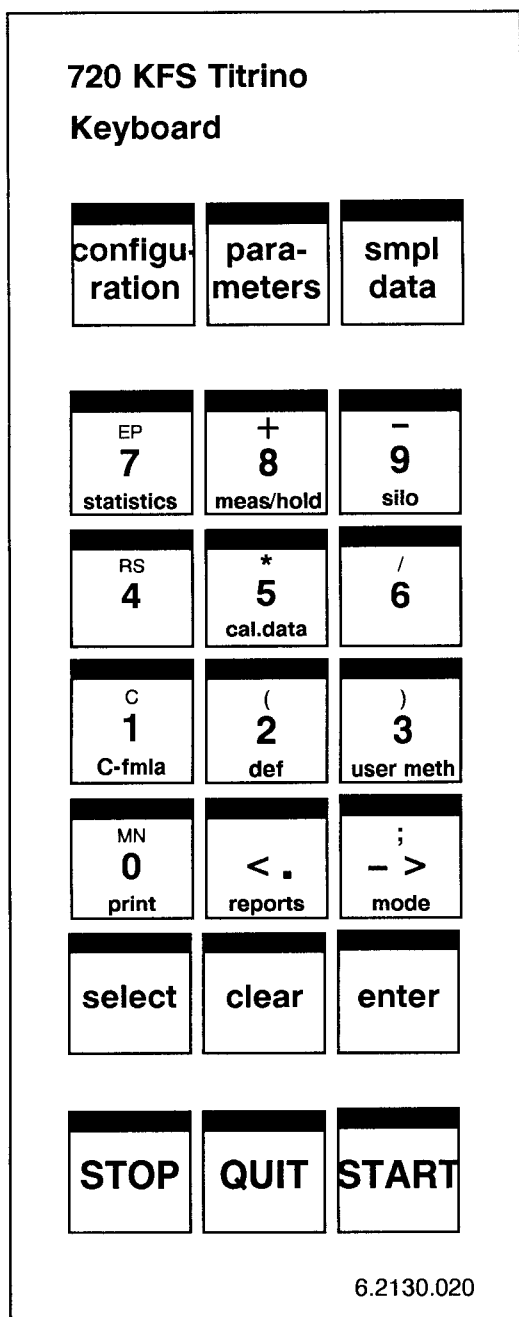 720 KFS Titrino
Keyboard
configu- para- smpl
ration meters data
EP + –
7 8 9
statistics meas/hold silo
RS * /
4 5 6
cal.data
C ( )
1 2 3
C-fmla def user meth
MN ;
0 < . – >
print reports mode
select clear enter
STOP QUIT START
6.2130.020